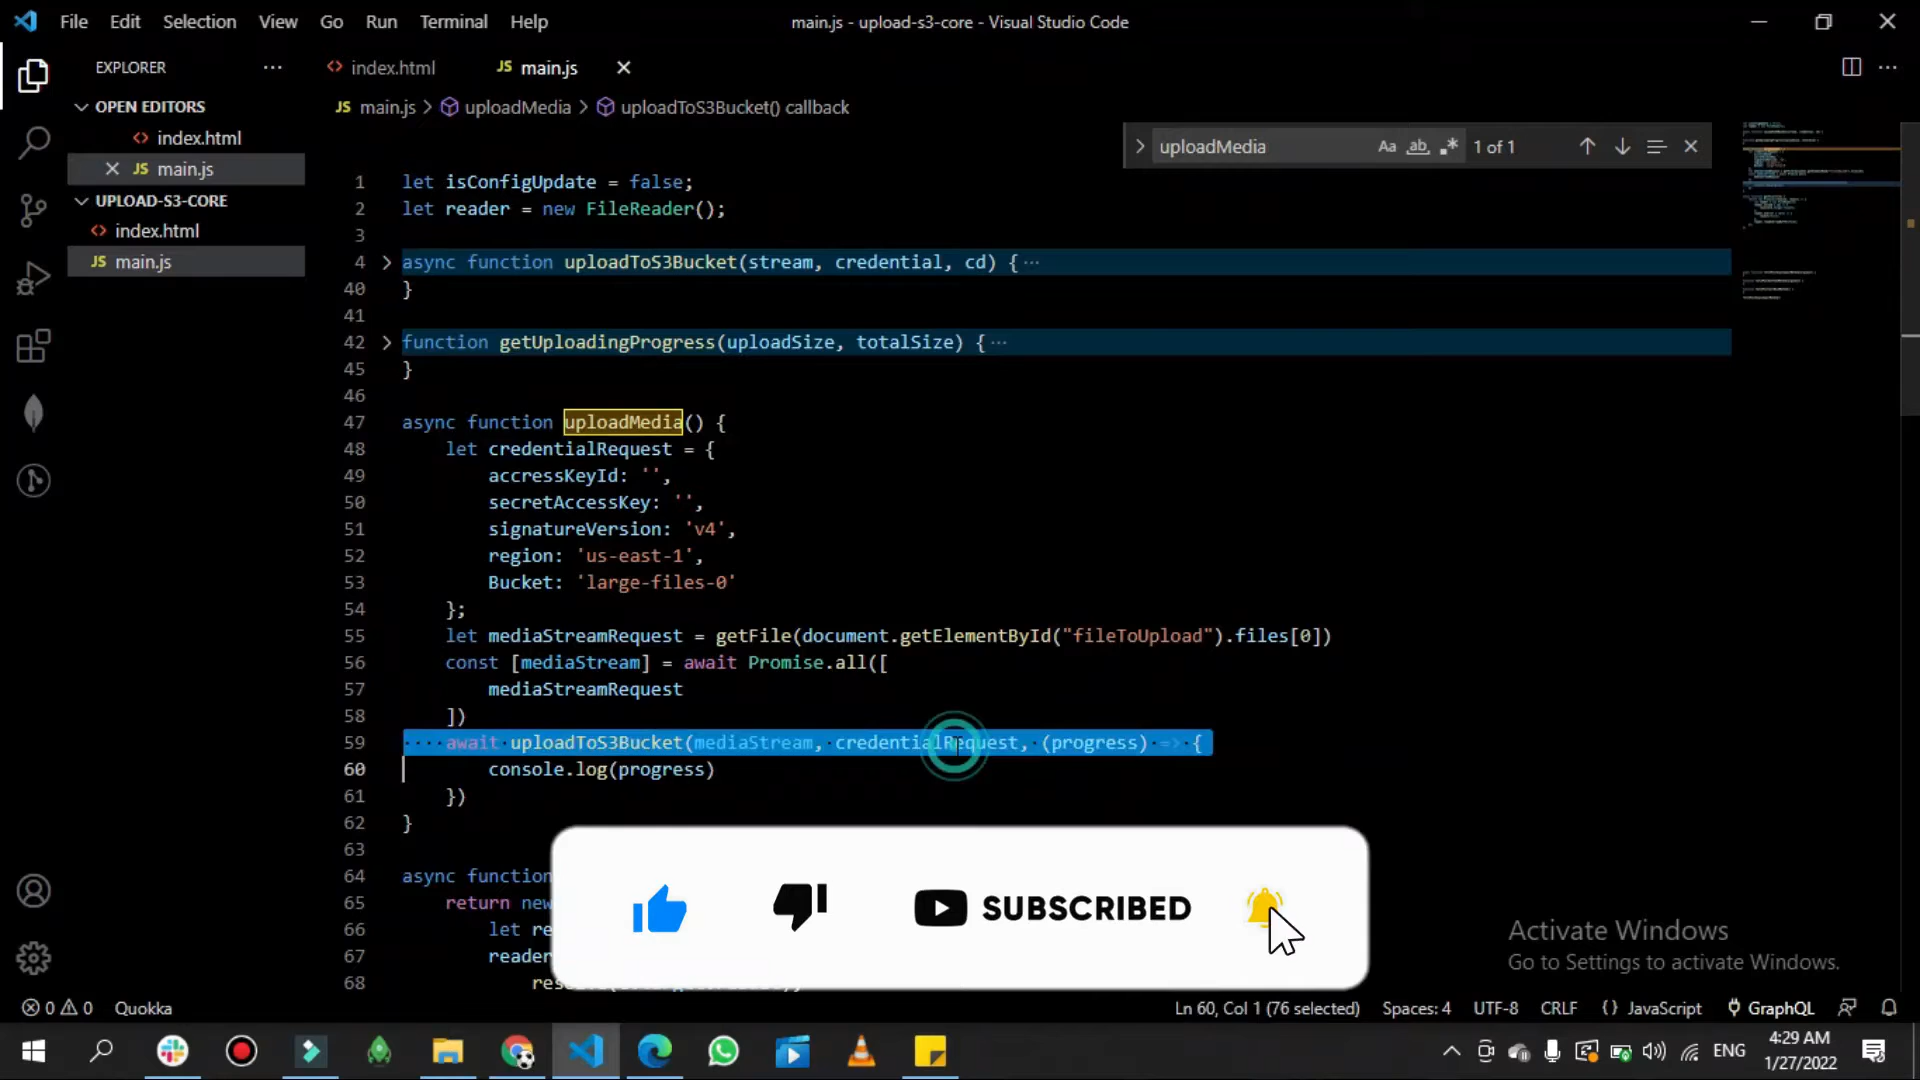 File Edit Selection View Go Run Terminal Help
main.js - upload-s3-core - Visual Studio Code
EXPLORER
OPEN EDITORS
index.html
JS main.js
UPLOAD-S3-CORE
index.html
JS main.js
index.html
JS main.js
JS main.js > uploadMedia > uploadToS3Bucket() callback
uploadMedia Aa ab 1 of 1
1 let isConfigUpdate = false;
2 let reader = new FileReader();
3
4 async function uploadToS3Bucket(stream, credential, cd) { ···
40 }
41
42 function getUploadingProgress(uploadSize, totalSize) { ···
45 }
46
47 async function uploadMedia() {
48 let credentialRequest = {
49 accressKeyId: '',
50 secretAccessKey: '',
51 signatureVersion: 'v4',
52 region: 'us-east-1',
53 Bucket: 'large-files-0'
54 };
55 let mediaStreamRequest = getFile(document.getElementById("fileToUpload").files[0])
56 const [mediaStream] = await Promise.all([
57 mediaStreamRequest
58 ])
59 await uploadToS3Bucket(mediaStream, credentialRequest, (progress) => {
60 console.log(progress)
61 })
62 }
63
64 async function
65 return new
66 let re
67 reader
68
SUBSCRIBED
Activate Windows
Go to Settings to activate Windows.
0 0 Quokka
Ln 60, Col 1 (76 selected) Spaces: 4 UTF-8 CRLF {} JavaScript GraphQL
ENG
4:29 AM
1/27/2022